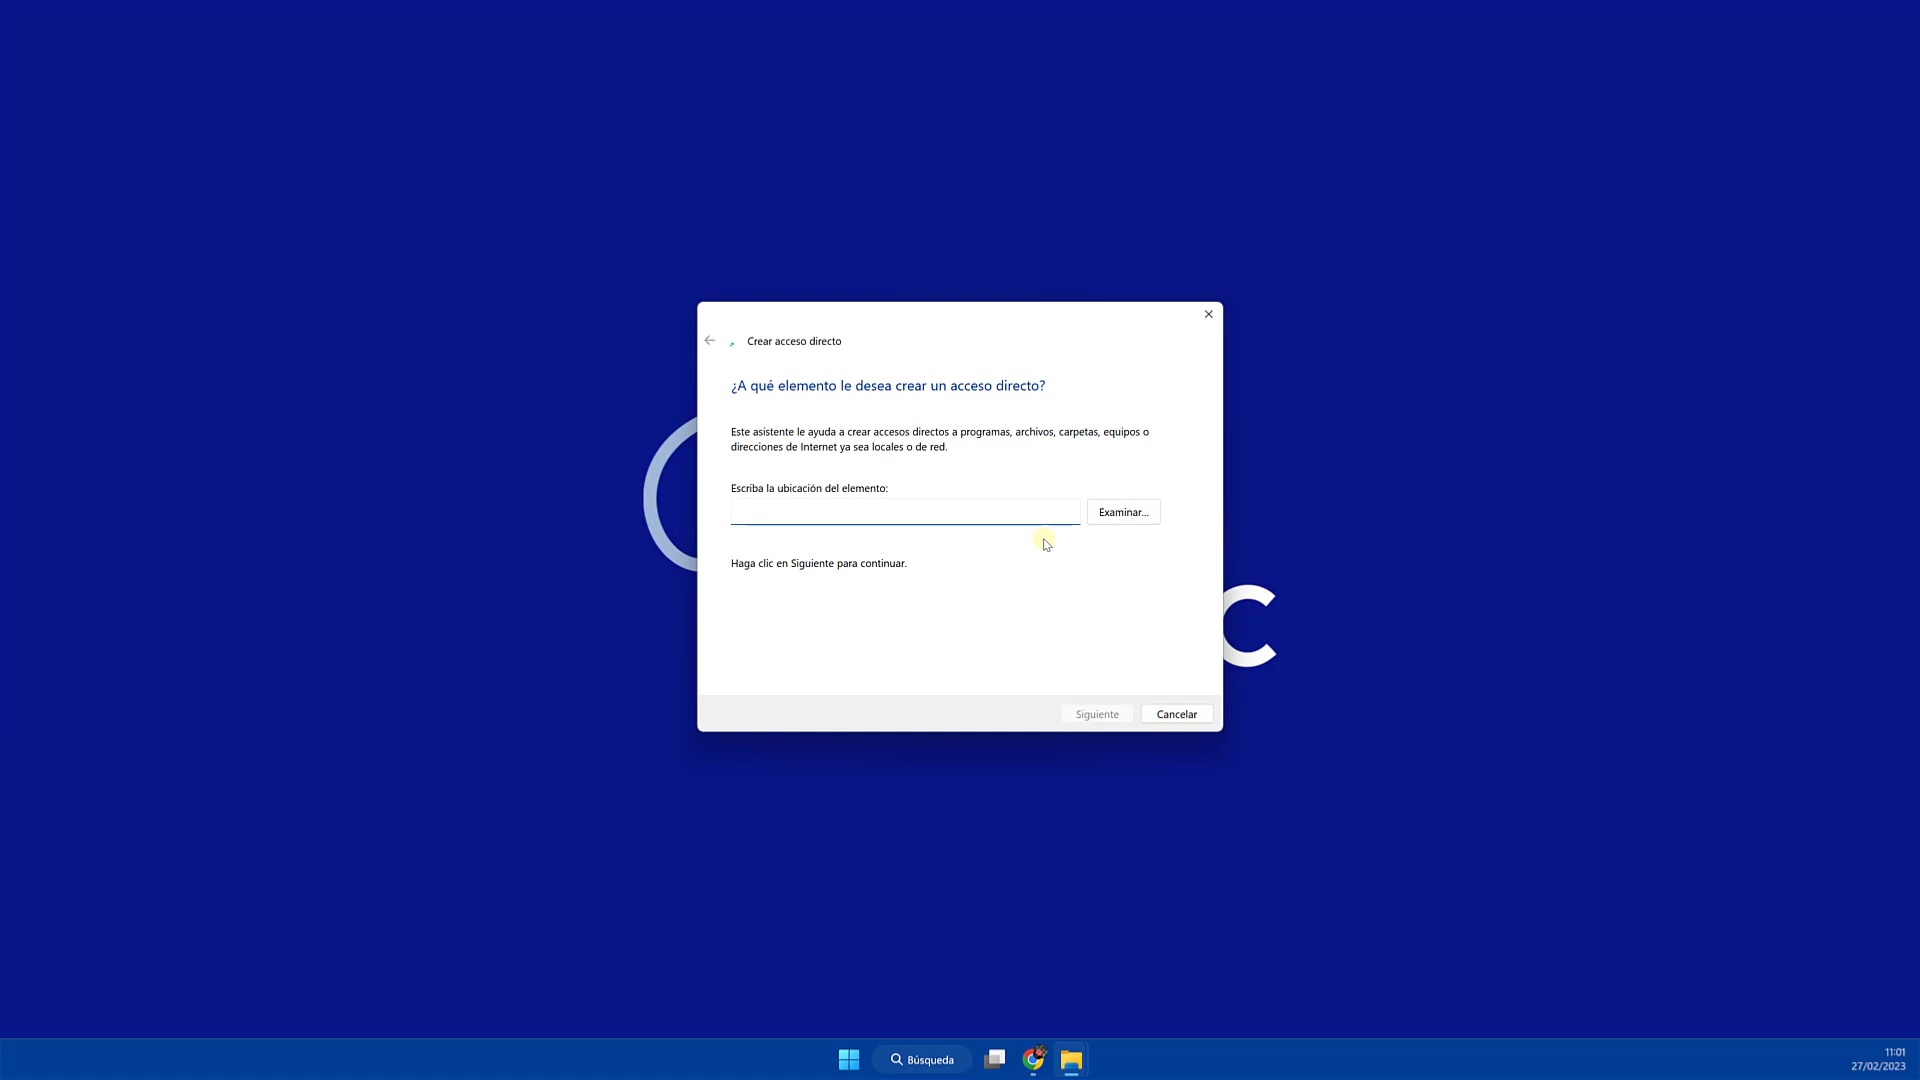 Crear acceso directo
¿A qué elemento le desea crear un acceso directo?
Este asistente le ayuda a crear accesos directos a programas, archivos, carpetas, equipos o
direcciones de Internet ya sea locales o de red.
Escriba la ubicación del elemento:
Examinar...
Haga clic en Siguiente para continuar.
C
Siguiente
Cancelar
Búsqueda
11:01
27/02/2023